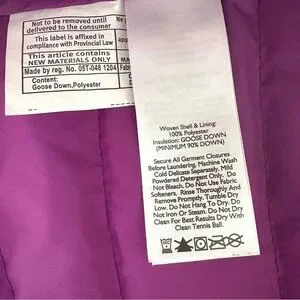 Not to be removed until
delivered to the consumer
This label is affixed in
compliance with Provincial Law
This article contains
NEW MATERIALS ONLY
Made by reg. No. 05T-048 1204
Content:
Goose Down,Polyester
Woven Shell & Lining:
100% Polyester
Insulation: GOOSE DOWN
(MINIMUM 90% DOWN)
Secure All Garment Closures
Before Laundering. Machine Wash
Cold Delicate Separately. Mild
Powdered Detergent Only. Do
Not Bleach. Do Not Use Fabric
Softeners. Rinse Thoroughly And
Remove Promptly. Tumble Dry
Low. Do Not Hang To Dry. Do
Not Iron Or Steam. Do Not Dry
Clean For Best Results Dry With
Clean Tennis Ball.